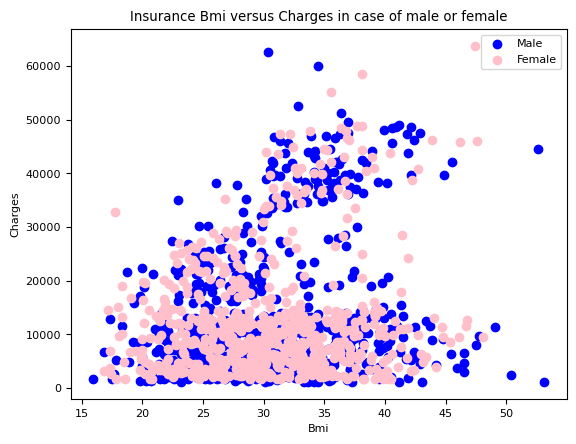 Insurance Bmi versus Charges in case of male or female
Male
Female
60000
50000
40000
30000
20000
10000
0
Charges
15 20 25 30 35 40 45 50
Bmi